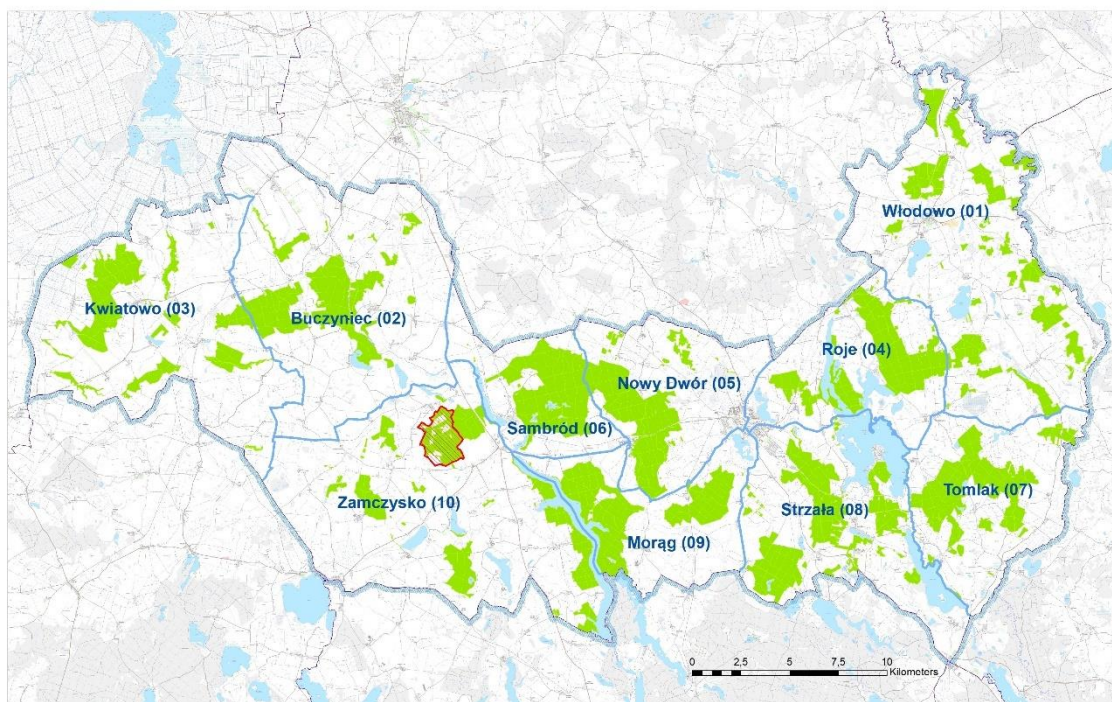 Włodowo (01)
Kwiatowo (03)
Buczyniec (02)
Roje (04)
Nowy Dwór (05)
Sambród (06)
Zamczysko (10)
Strzała (08)
Tomlak (07)
Morąg (09)
0 2,5 5 7,5 10
Kilometers